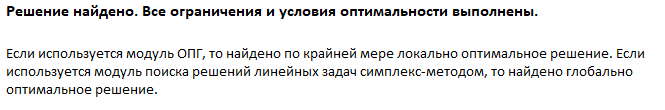 Решение найдено. Все ограничения и условия оптимальности выполнены.
Если используется модуль ОПГ, то найдено по крайней мере локально оптимальное решение. Если
используется модуль поиска решений линейных задач симплекс-методом, то найдено глобально
оптимальное решение.